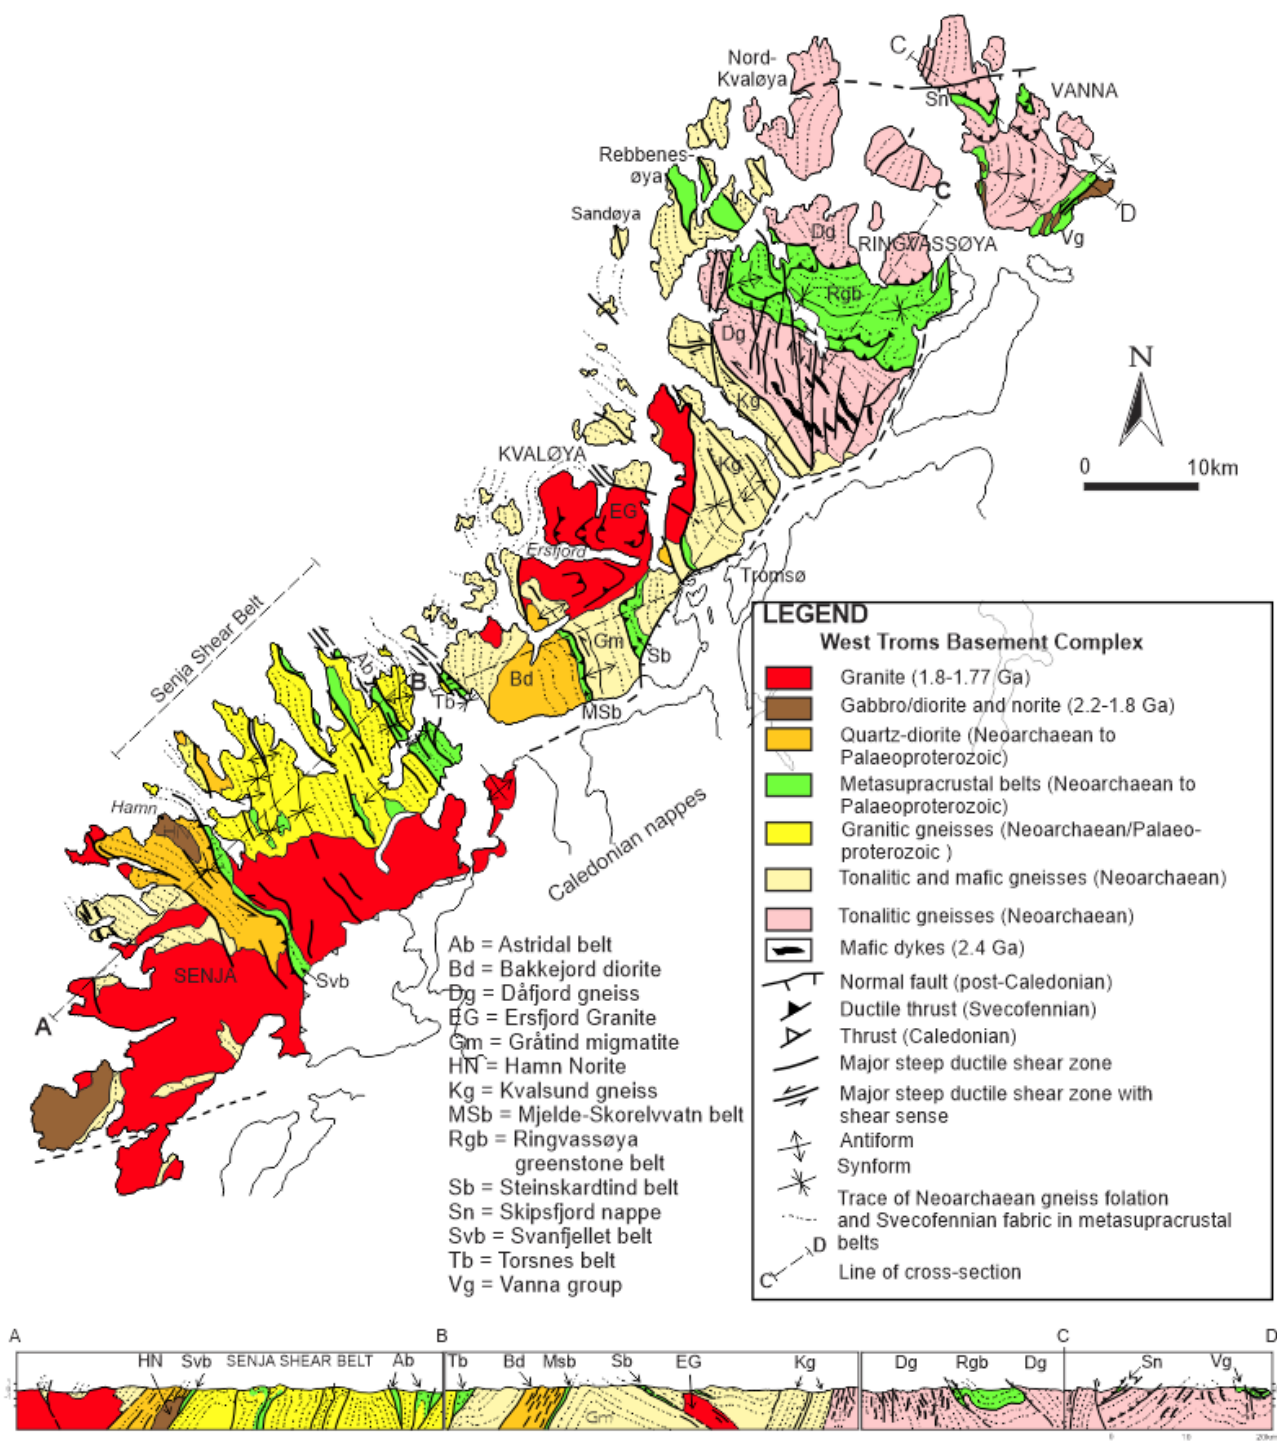 C
Nord-
Kvaløya
Sn
VANNA
Rebbenes-
øya
Sandøya
C
D
Dg
RINGVASSØYA
Vg
Rgb
Dg
N
Kg
0 10km
KVALØYA
Kg
EG
Ersfjord
Tromsø
Senja Shear Belt
Gm
Ab
Sb
B
Bd
Tb
MSb
Hamn
Caledonian nappes
SENJA
Svb
A
LEGEND
West Troms Basement Complex
Granite (1.8-1.77 Ga)
Gabbro/diorite and norite (2.2-1.8 Ga)
Quartz-diorite (Neoarchaean to
Palaeoproterozoic)
Metasupracrustal belts (Neoarchaean to
Palaeoproterozoic)
Granitic gneisses (Neoarchaean/Palaeo-
proterozoic )
Tonalitic and mafic gneisses (Neoarchaean)
Tonalitic gneisses (Neoarchaean)
Mafic dykes (2.4 Ga)
Normal fault (post-Caledonian)
Ductile thrust (Svecofennian)
Thrust (Caledonian)
Major steep ductile shear zone
Major steep ductile shear zone with
shear sense
Antiform
Synform
Trace of Neoarchaean gneiss folation
and Svecofennian fabric in metasupracrustal
belts
C D
Line of cross-section
Ab = Astridal belt
Bd = Bakkejord diorite
Dg = Dåfjord gneiss
EG = Ersfjord Granite
Gm = Gråtind migmatite
HN = Hamn Norite
Kg = Kvalsund gneiss
MSb = Mjelde-Skorelvvatn belt
Rgb = Ringvassøya
greenstone belt
Sb = Steinskardtind belt
Sn = Skipsfjord nappe
Svb = Svanfjellet belt
Tb = Torsnes belt
Vg = Vanna group
A B C D
HN Svb SENJA SHEAR BELT Ab Tb Bd Msb Sb EG Kg Dg Rgb Dg Sn Vg
Gm
0 10 20km